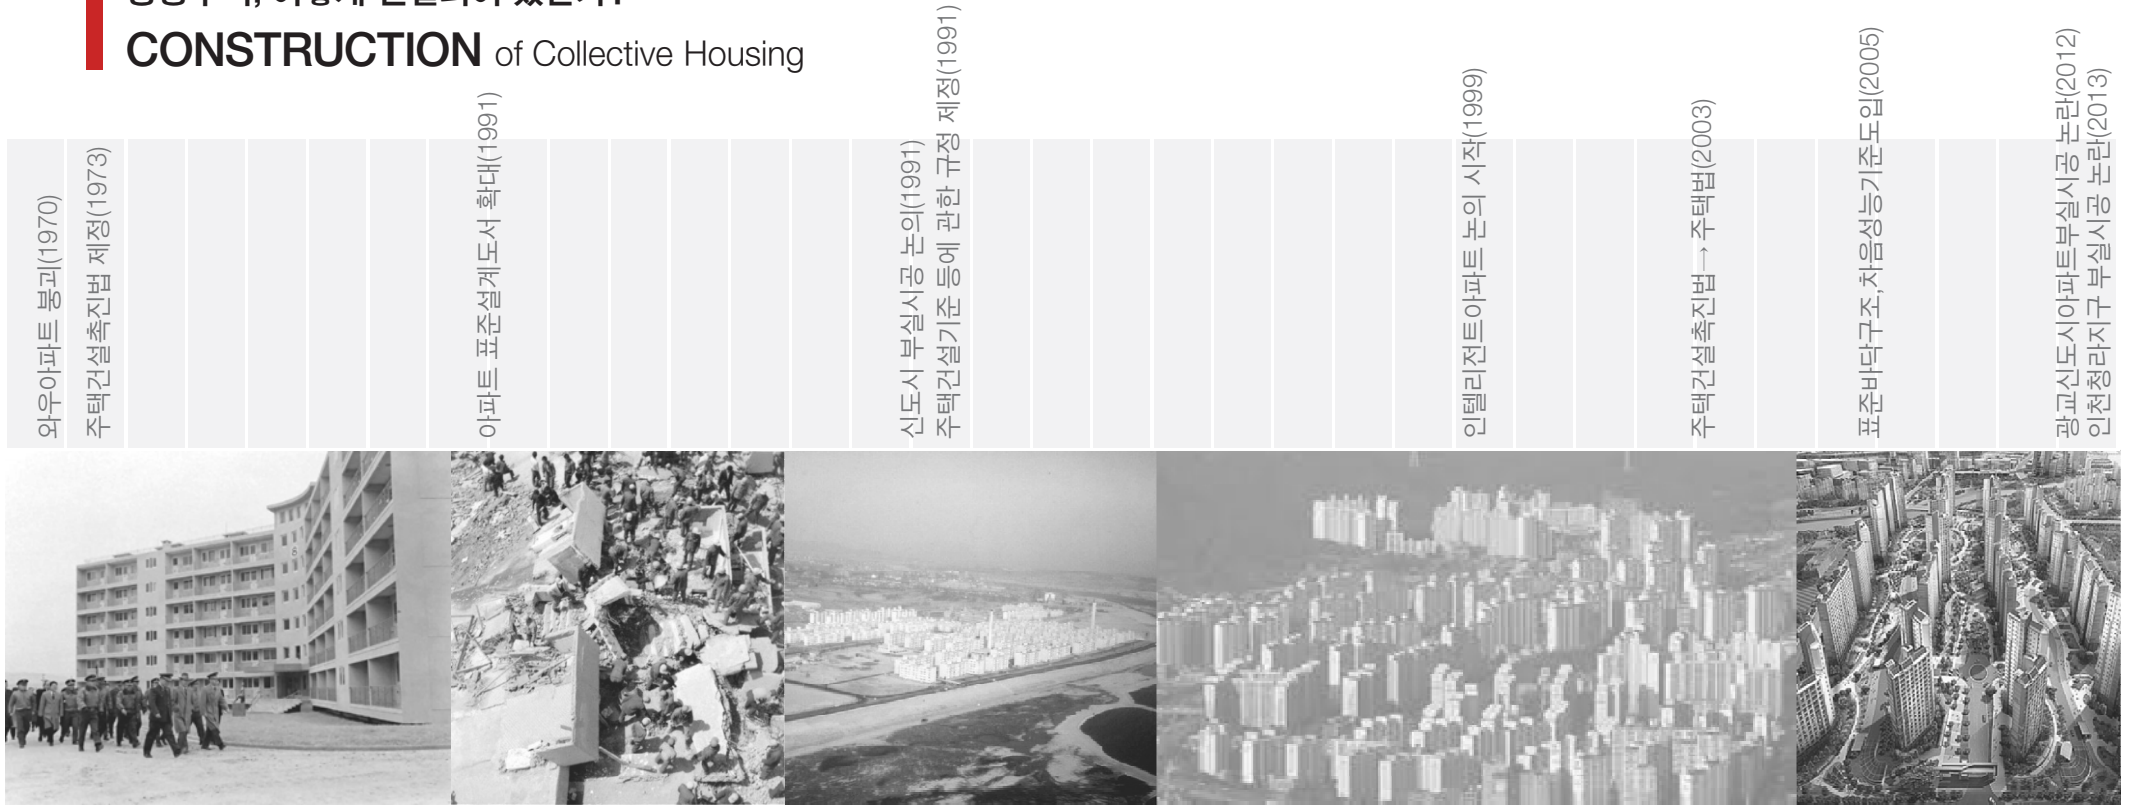 CONSTRUCTION of Collective Housing
와우아파트 붕괴(1970)
주택건설촉진법 제정(1973)
아파트 표준설계도서 확대(1991)
신도시 부실시공 논의(1991)
주택건설기준 등에 관한 규정 제정(1991)
인텔리전트아파트 논의 시작(1999)
주택건설촉진법→ 주택법(2003)
표준바닥구조,차음성능기준도입(2005)
광교신도시아파트부실시공 논란(2012)
인천청라지구 부실시공 논란(2013)
8